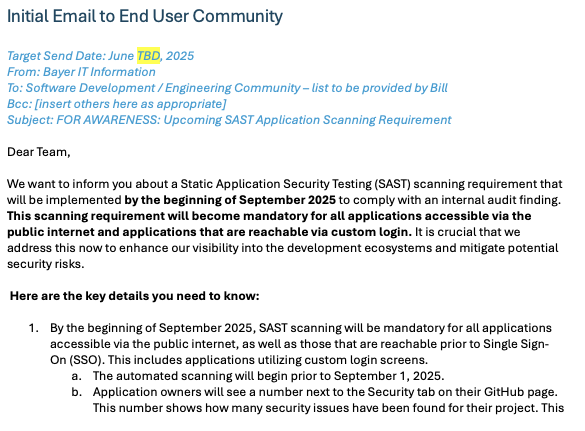 Initial Email to End User Community
Target Send Date: June TBD, 2025
From: Bayer IT Information
To: Software Development / Engineering Community – list to be provided by Bill
Bcc: [insert others here as appropriate]
Subject: FOR AWARENESS: Upcoming SAST Application Scanning Requirement
Dear Team,
We want to inform you about a Static Application Security Testing (SAST) scanning requirement that
will be implemented by the beginning of September 2025 to comply with an internal audit finding.
This scanning requirement will become mandatory for all applications accessible via the
public internet and applications that are reachable via custom login. It is crucial that we
address this now to enhance our visibility into the development ecosystems and mitigate potential
security risks.
Here are the key details you need to know:
1. By the beginning of September 2025, SAST scanning will be mandatory for all applications
accessible via the public internet, as well as those that are reachable prior to Single Sign-
On (SSO). This includes applications utilizing custom login screens.
a. The automated scanning will begin prior to September 1, 2025.
b. Application owners will see a number next to the Security tab on their GitHub page.
This number shows how many security issues have been found for their project. This